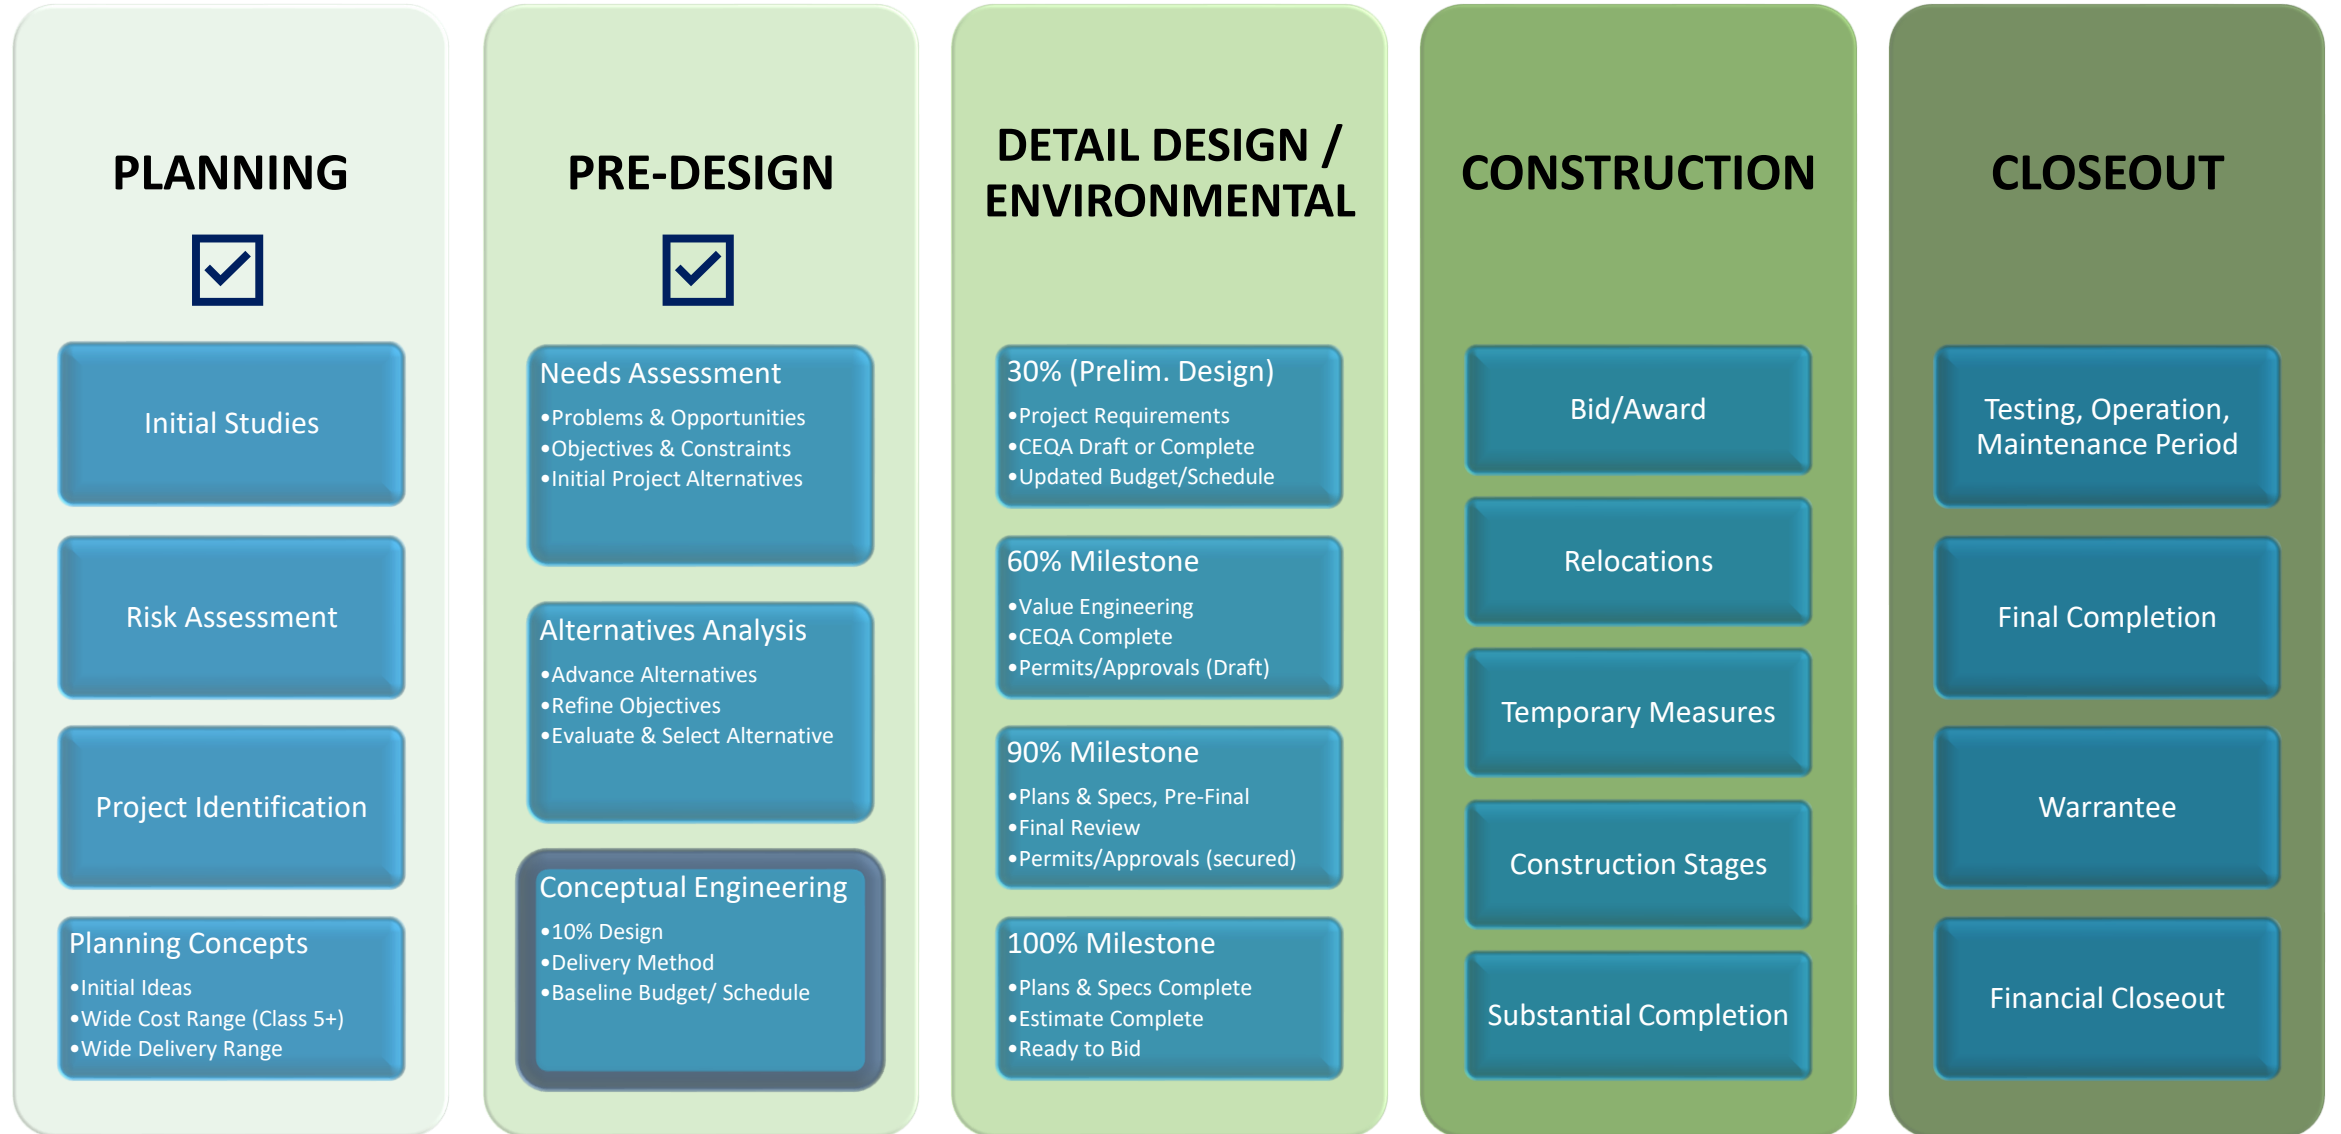 PLANNING
Initial Studies
Risk Assessment
Project Identification
Planning Concepts
•Initial Ideas
•Wide Cost Range (Class 5+)
•Wide Delivery Range
PRE-DESIGN
Needs Assessment
•Problems & Opportunities
•Objectives & Constraints
•Initial Project Alternatives
Alternatives Analysis
•Advance Alternatives
•Refine Objectives
•Evaluate & Select Alternative
Conceptual Engineering
•10% Design
•Delivery Method
•Baseline Budget/ Schedule
DETAIL DESIGN /
ENVIRONMENTAL
30% (Prelim. Design)
•Project Requirements
•CEQA Draft or Complete
•Updated Budget/Schedule
60% Milestone
•Value Engineering
•CEQA Complete
•Permits/Approvals (Draft)
90% Milestone
•Plans & Specs, Pre-Final
•Final Review
•Permits/Approvals (secured)
100% Milestone
•Plans & Specs Complete
•Estimate Complete
•Ready to Bid
CONSTRUCTION
Bid/Award
Relocations
Temporary Measures
Construction Stages
Substantial Completion
CLOSEOUT
Testing, Operation,
Maintenance Period
Final Completion
Warrantee
Financial Closeout